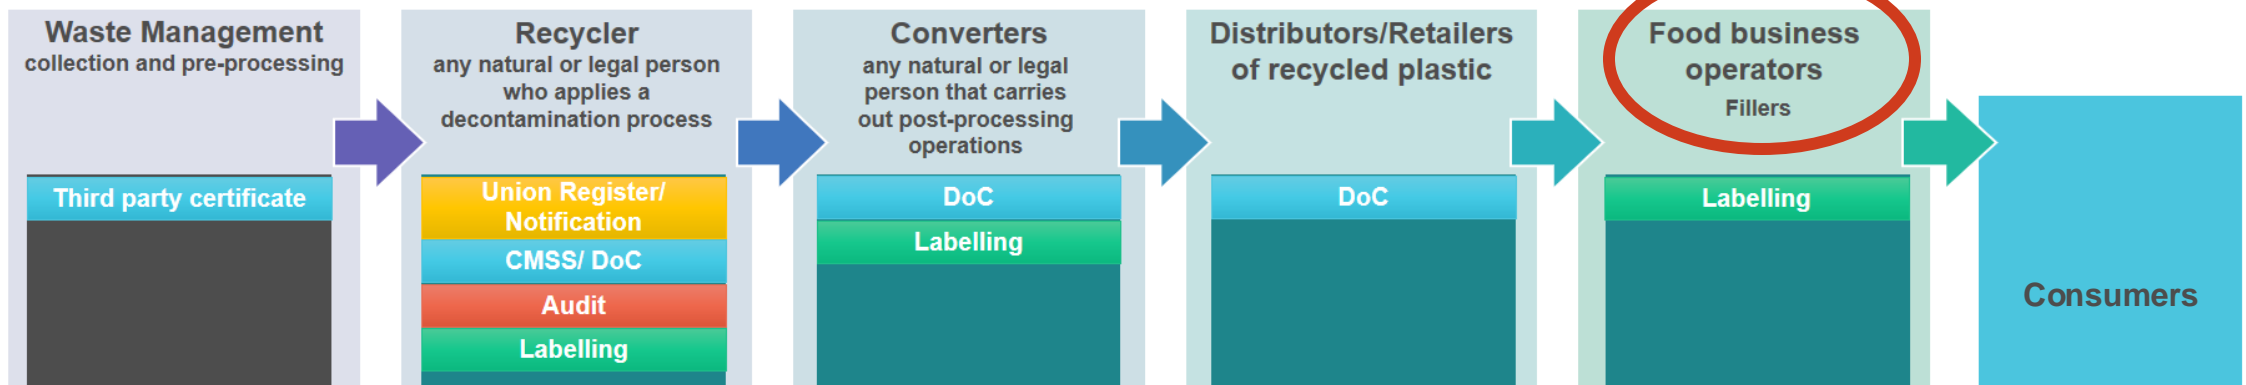 Waste Management
collection and pre-processing
Third party certificate
Recycler
any natural or legal person
who applies a
decontamination process
Union Register/
Notification
CMSS/ DoC
Audit
Labelling
Converters
any natural or legal
person that carries
out post-processing
operations
DoC
Labelling
Distributors/Retailers
of recycled plastic
DoC
Food business
operators
Fillers
Labelling
Consumers